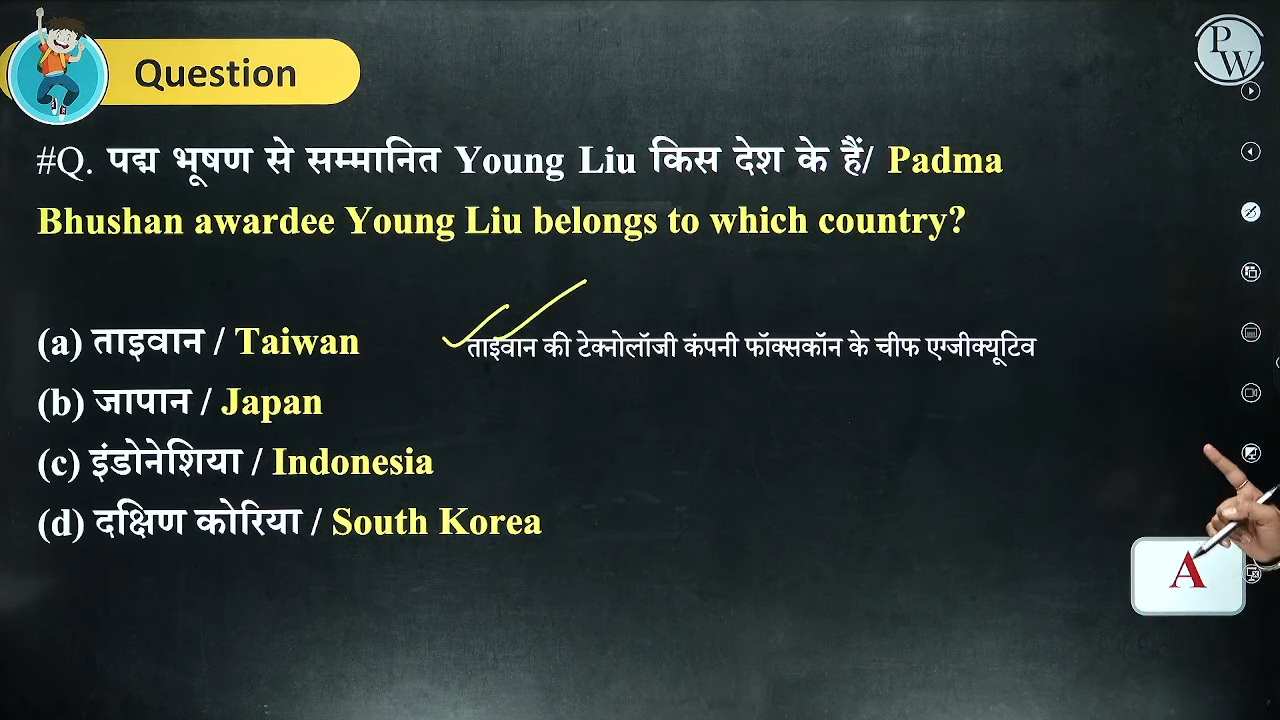 PW
Question
#Q. पद्म भूषण से सम्मानित Young Liu किस देश के हैं/ Padma
Bhushan awardee Young Liu belongs to which country?
(a) ताइवान / Taiwan
ताइवान की टेक्नोलॉजी कंपनी फॉक्सकॉन के चीफ एग्जीक्यूटिव
(b) जापान / Japan
(c) इंडोनेशिया / Indonesia
(d) दक्षिण कोरिया / South Korea
A